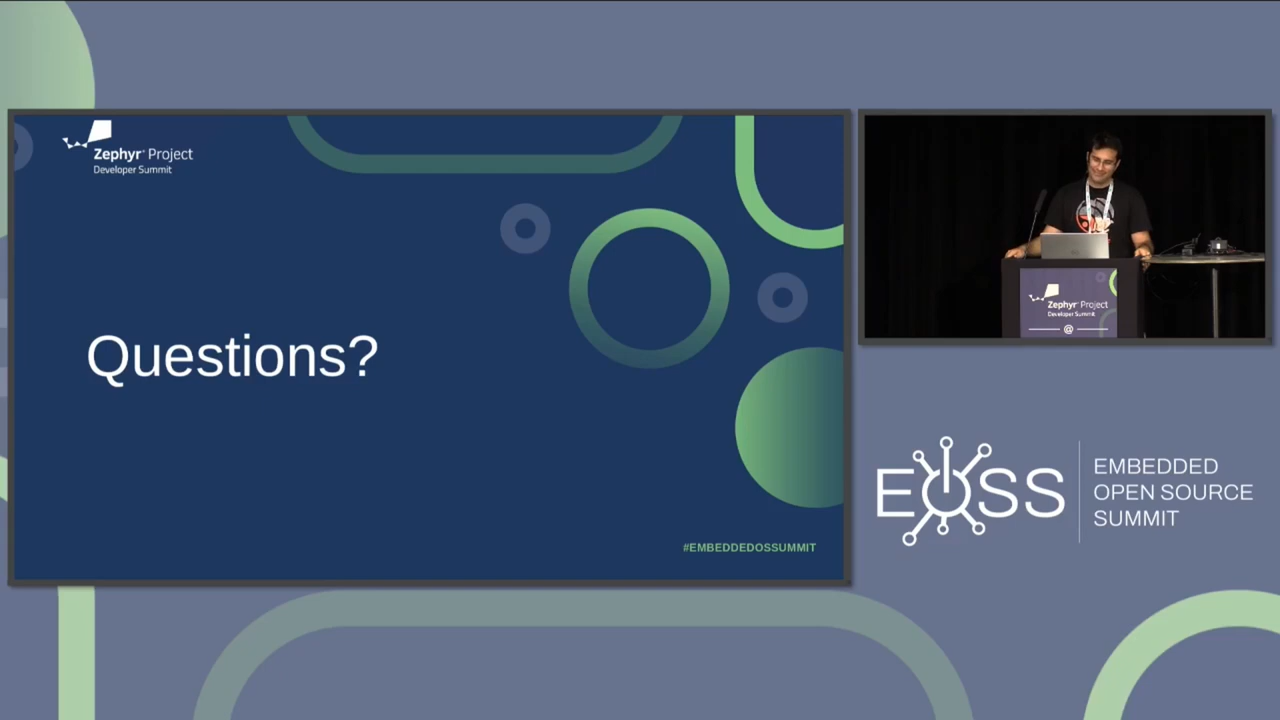 Zephyr® Project
Developer Summit
Questions?
#EMBEDDEDOSSUMMIT
Zephyr® Project
Developer Summit
@
EOSS
EMBEDDED
OPEN SOURCE
SUMMIT